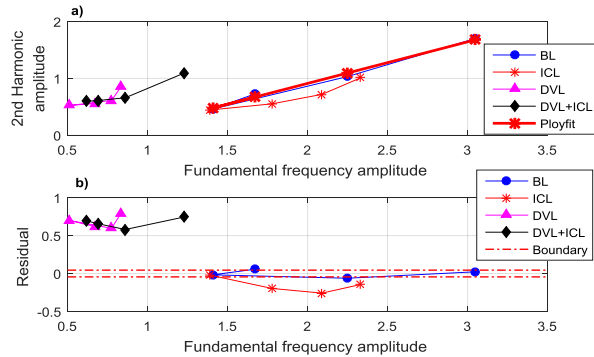 a)
2
1
0
2nd Harmonic
amplitude
0.5
1
1.5
2
2.5
3
3.5
Fundamental frequency amplitude
BL
ICL
DVL
DVL+ICL
Ployfit
b)
1
0.5
0
-0.5
Residual
0.5
1
1.5
2
2.5
3
3.5
Fundamental frequency amplitude
BL
ICL
DVL
DVL+ICL
Boundary